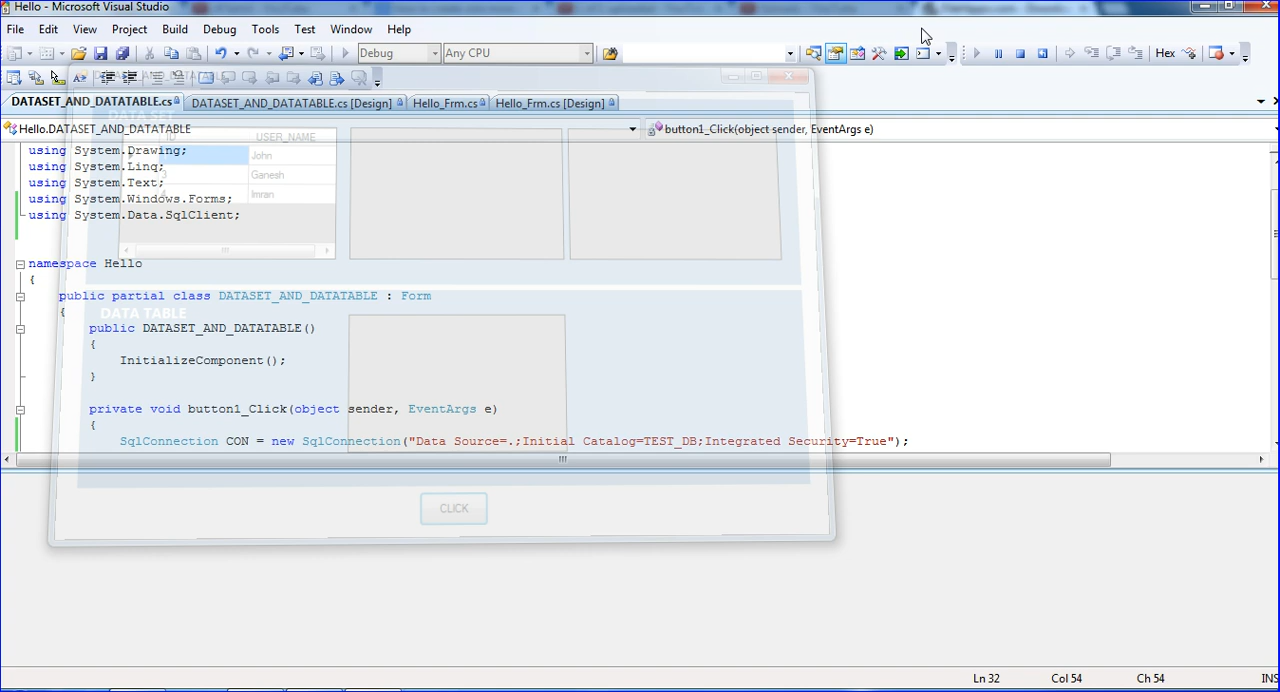 Hello - Microsoft Visual Studio
File Edit View Project Build Debug Tools Test Window Help
Debug Any CPU Hex
DATASET_AND_DATATABLE.cs DATASET_AND_DATATABLE.cs [Design] Hello_Frm.cs Hello_Frm.cs [Design]
DATA SET
Hello.DATASET_AND_DATATABLE button1_Click(object sender, EventArgs e)
USER_NAME
using System.Drawing;
John
using System.Linq;
Ganesh
using System.Text;
Imran
using System.Windows.Forms;
using System.Data.SqlClient;
namespace Hello
{
public partial class DATASET_AND_DATATABLE : Form
{
DATA TABLE
public DATASET_AND_DATATABLE()
{
InitializeComponent();
}
private void button1_Click(object sender, EventArgs e)
{
SqlConnection CON = new SqlConnection("Data Source=.;Initial Catalog=TEST_DB;Integrated Security=True");
CLICK
Ln 32 Col 54 Ch 54 INS